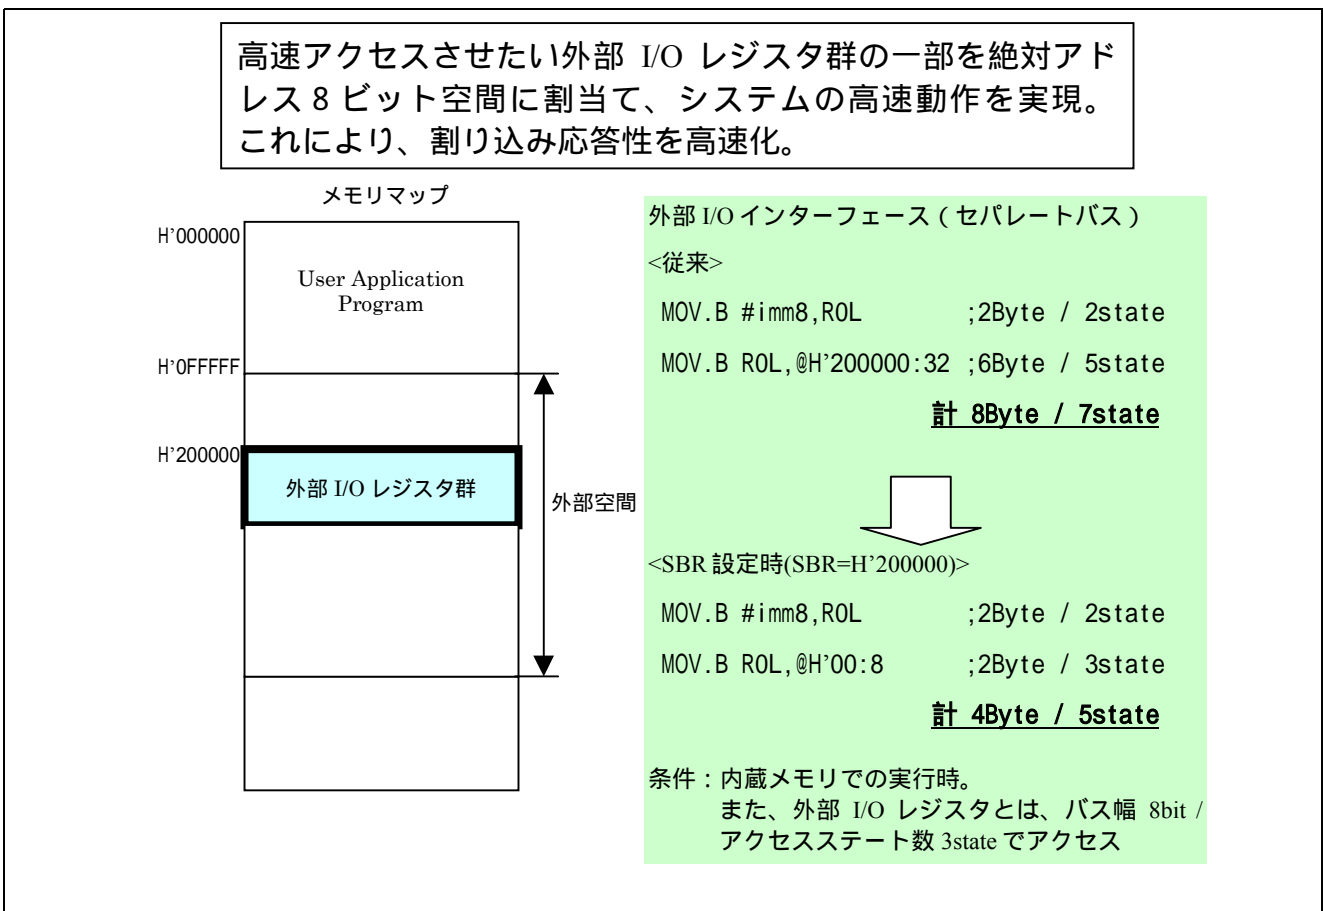 高速アクセスさせたい外部 I/O レジスタ群の一部を絶対アド
レス 8 ビット空間に割当て、システムの高速動作を実現。
これにより、割り込み応答性を高速化。
メモリマップ
H’000000
User Application
Program
H’0FFFFF
H’200000
外部 I/O レジスタ群
外部空間
外部 I/O インターフェース ( セパレートバス )
<従来>
MOV.B #imm8,R0L ;2Byte / 2state
MOV.B R0L,@H’200000:32 ;6Byte / 5state
計 8Byte / 7state
<SBR 設定時(SBR=H’200000)>
MOV.B #imm8,R0L ;2Byte / 2state
MOV.B R0L,@H’00:8 ;2Byte / 3state
計 4Byte / 5state
条件：内蔵メモリでの実行時。
また、外部 I/O レジスタとは、バス幅 8bit /
アクセスステート数 3state でアクセス